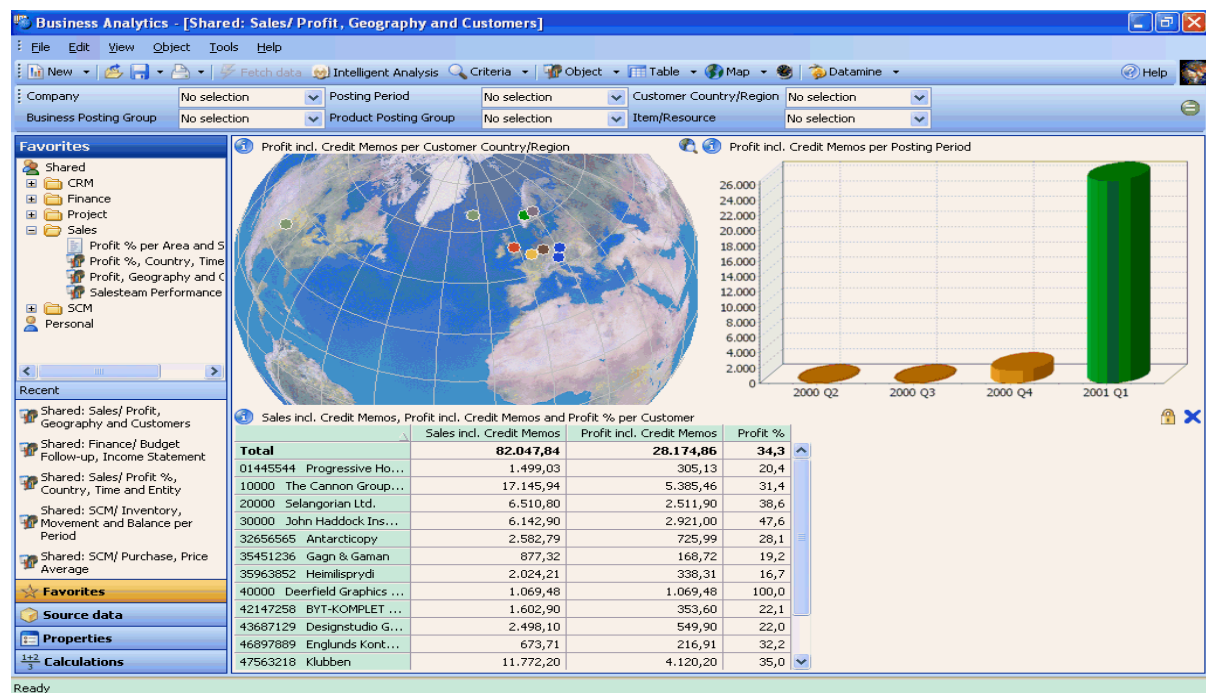 Business Analytics - [Shared: Sales/ Profit, Geography and Customers]
File Edit View Object Tools Help
New Fetch data Intelligent Analysis Criteria Object Table Map Datamine Help
Company No selection Posting Period No selection Customer Country/Region No selection
Business Posting Group No selection Product Posting Group No selection Item/Resource No selection
Favorites
Shared
CRM
Finance
Project
Sales
Profit % per Area and S
Profit %, Country, Time
Profit, Geography and C
Salesteam Performance
SCM
Personal
Recent
Shared: Sales/ Profit,
Geography and Customers
Shared: Finance/ Budget
Follow-up, Income Statement
Shared: Sales/ Profit %,
Country, Time and Entity
Shared: SCM/ Inventory,
Movement and Balance per
Period
Shared: SCM/ Purchase, Price
Average
Favorites
Source data
Properties
1+2
3
Calculations
Profit incl. Credit Memos per Customer Country/Region
Profit incl. Credit Memos per Posting Period
26.000
24.000
22.000
20.000
18.000
16.000
14.000
12.000
10.000
8.000
6.000
4.000
2.000
0
2000 Q2 2000 Q3 2000 Q4 2001 Q1
Sales incl. Credit Memos, Profit incl. Credit Memos and Profit % per Customer
Sales incl. Credit Memos Profit incl. Credit Memos Profit %
Total 82.047,84 28.174,86 34,3
01445544 Progressive Ho... 1.499,03 305,13 20,4
10000 The Cannon Group... 17.145,94 5.385,46 31,4
20000 Selangorian Ltd. 6.510,80 2.511,90 38,6
30000 John Haddock Ins... 6.142,90 2.921,00 47,6
32656565 Antarcticopy 2.582,79 725,99 28,1
35451236 Gagn & Gaman 877,32 168,72 19,2
35963852 Heimilisprydi 2.024,21 338,31 16,7
40000 Deerfield Graphics ... 1.069,48 1.069,48 100,0
42147258 BYT-KOMPLET ... 1.602,90 353,60 22,1
43687129 Designstudio G... 2.498,10 549,90 22,0
46897889 Englunds Kont... 673,71 216,91 32,2
47563218 Klubben 11.772,20 4.120,20 35,0
Ready